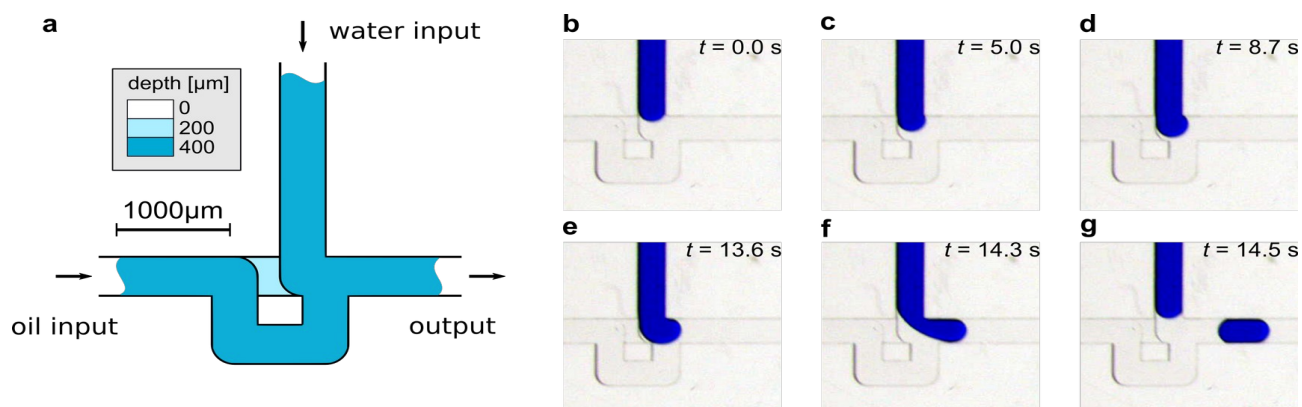 a
water input
depth [µm]
0
200
400
1000µm
oil input
output
b
t = 0.0 s
c
t = 5.0 s
d
t = 8.7 s
e
t = 13.6 s
f
t = 14.3 s
g
t = 14.5 s